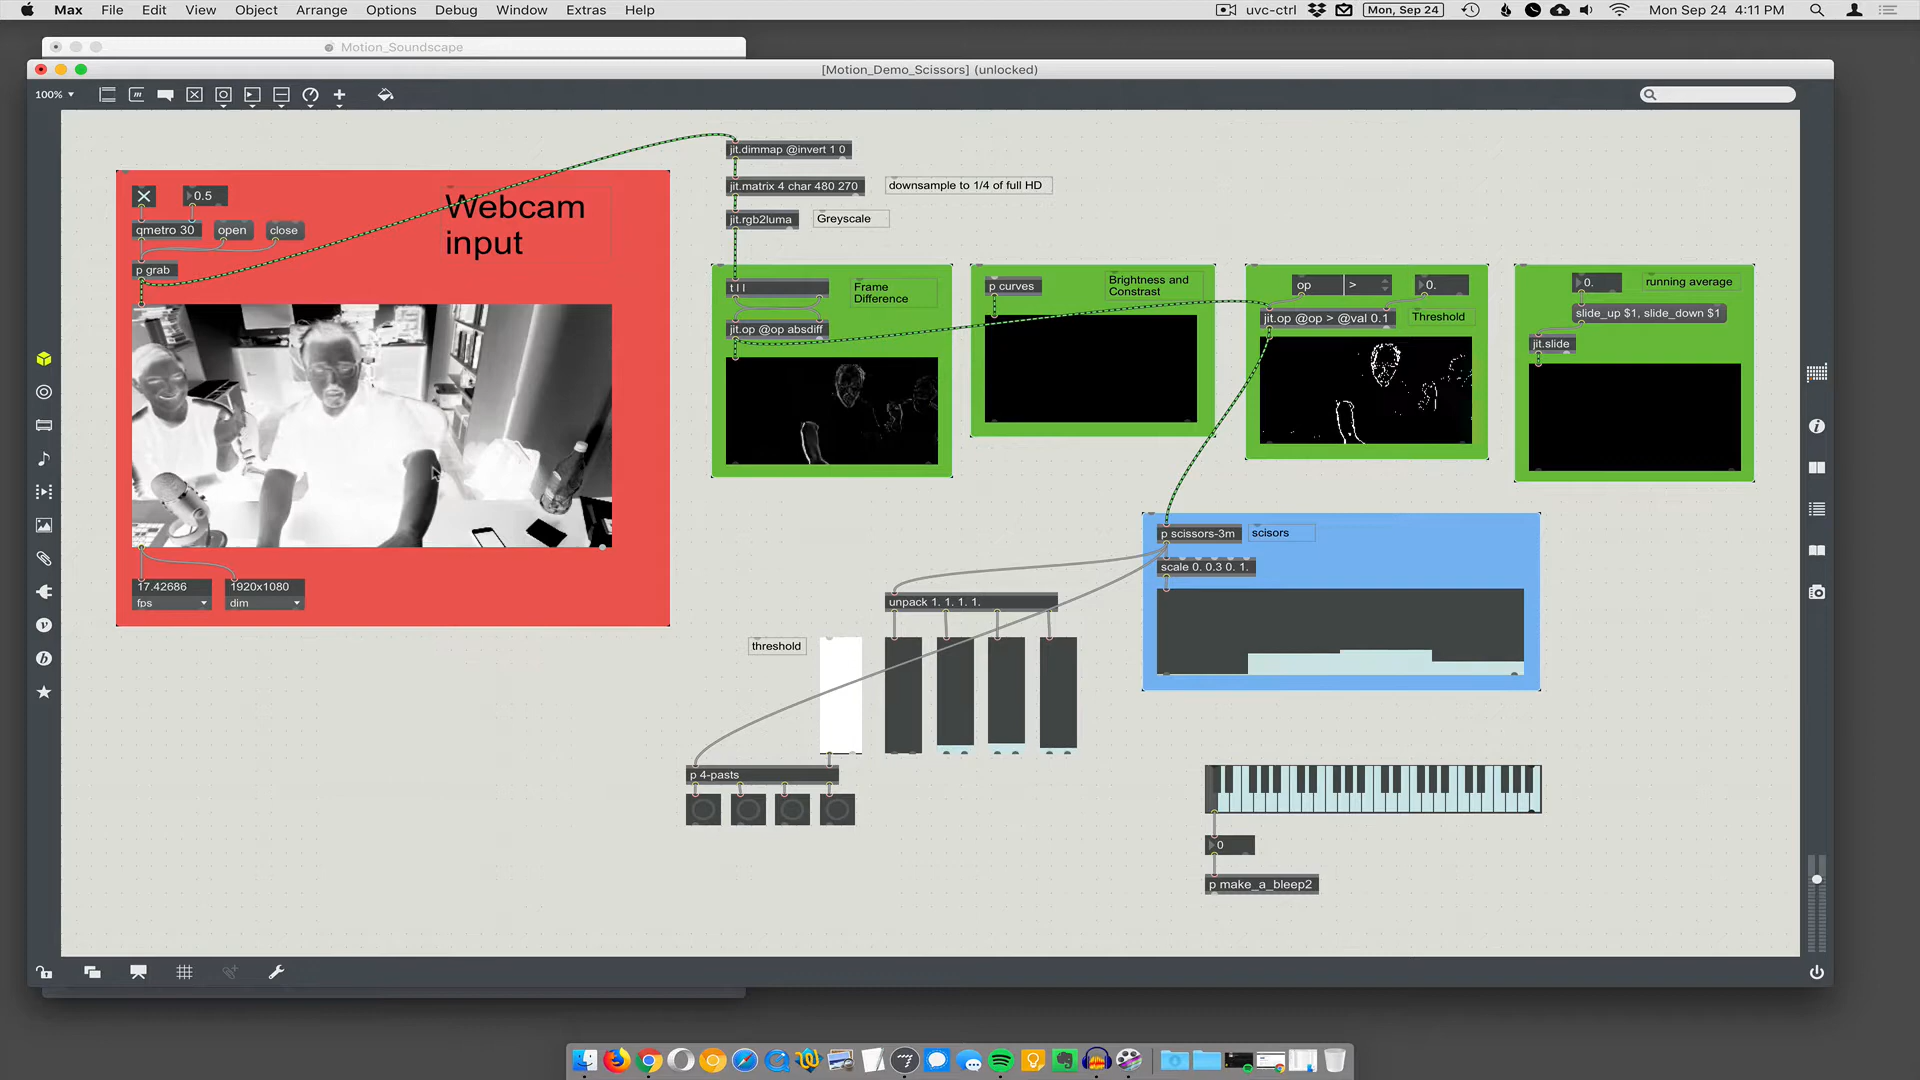 Max File Edit View Object Arrange Options Debug Window Extras Help
uvc-ctrl Mon, Sep 24 Mon Sep 24 4:11 PM
Motion_Soundscape
[Motion_Demo_Scissors] (unlocked)
100%
jit.dimmap @invert 1 0
jit.matrix 4 char 480 270
downsample to 1/4 of full HD
jit.rgb2luma
Greyscale
0.5
Webcam
input
qmetro 30
open
close
p grab
17.42686
fps
1920x1080
dim
t l l
Frame
Difference
jit.op @op absdiff
p curves
Brightness and
Constrast
op
>
0.
jit.op @op > @val 0.1
Threshold
0.
running average
slide_up $1, slide_down $1
jit.slide
p scissors-3m
scisors
scale 0. 0.3 0. 1.
unpack 1. 1. 1. 1.
threshold
p 4-pasts
0
p make_a_bleep2